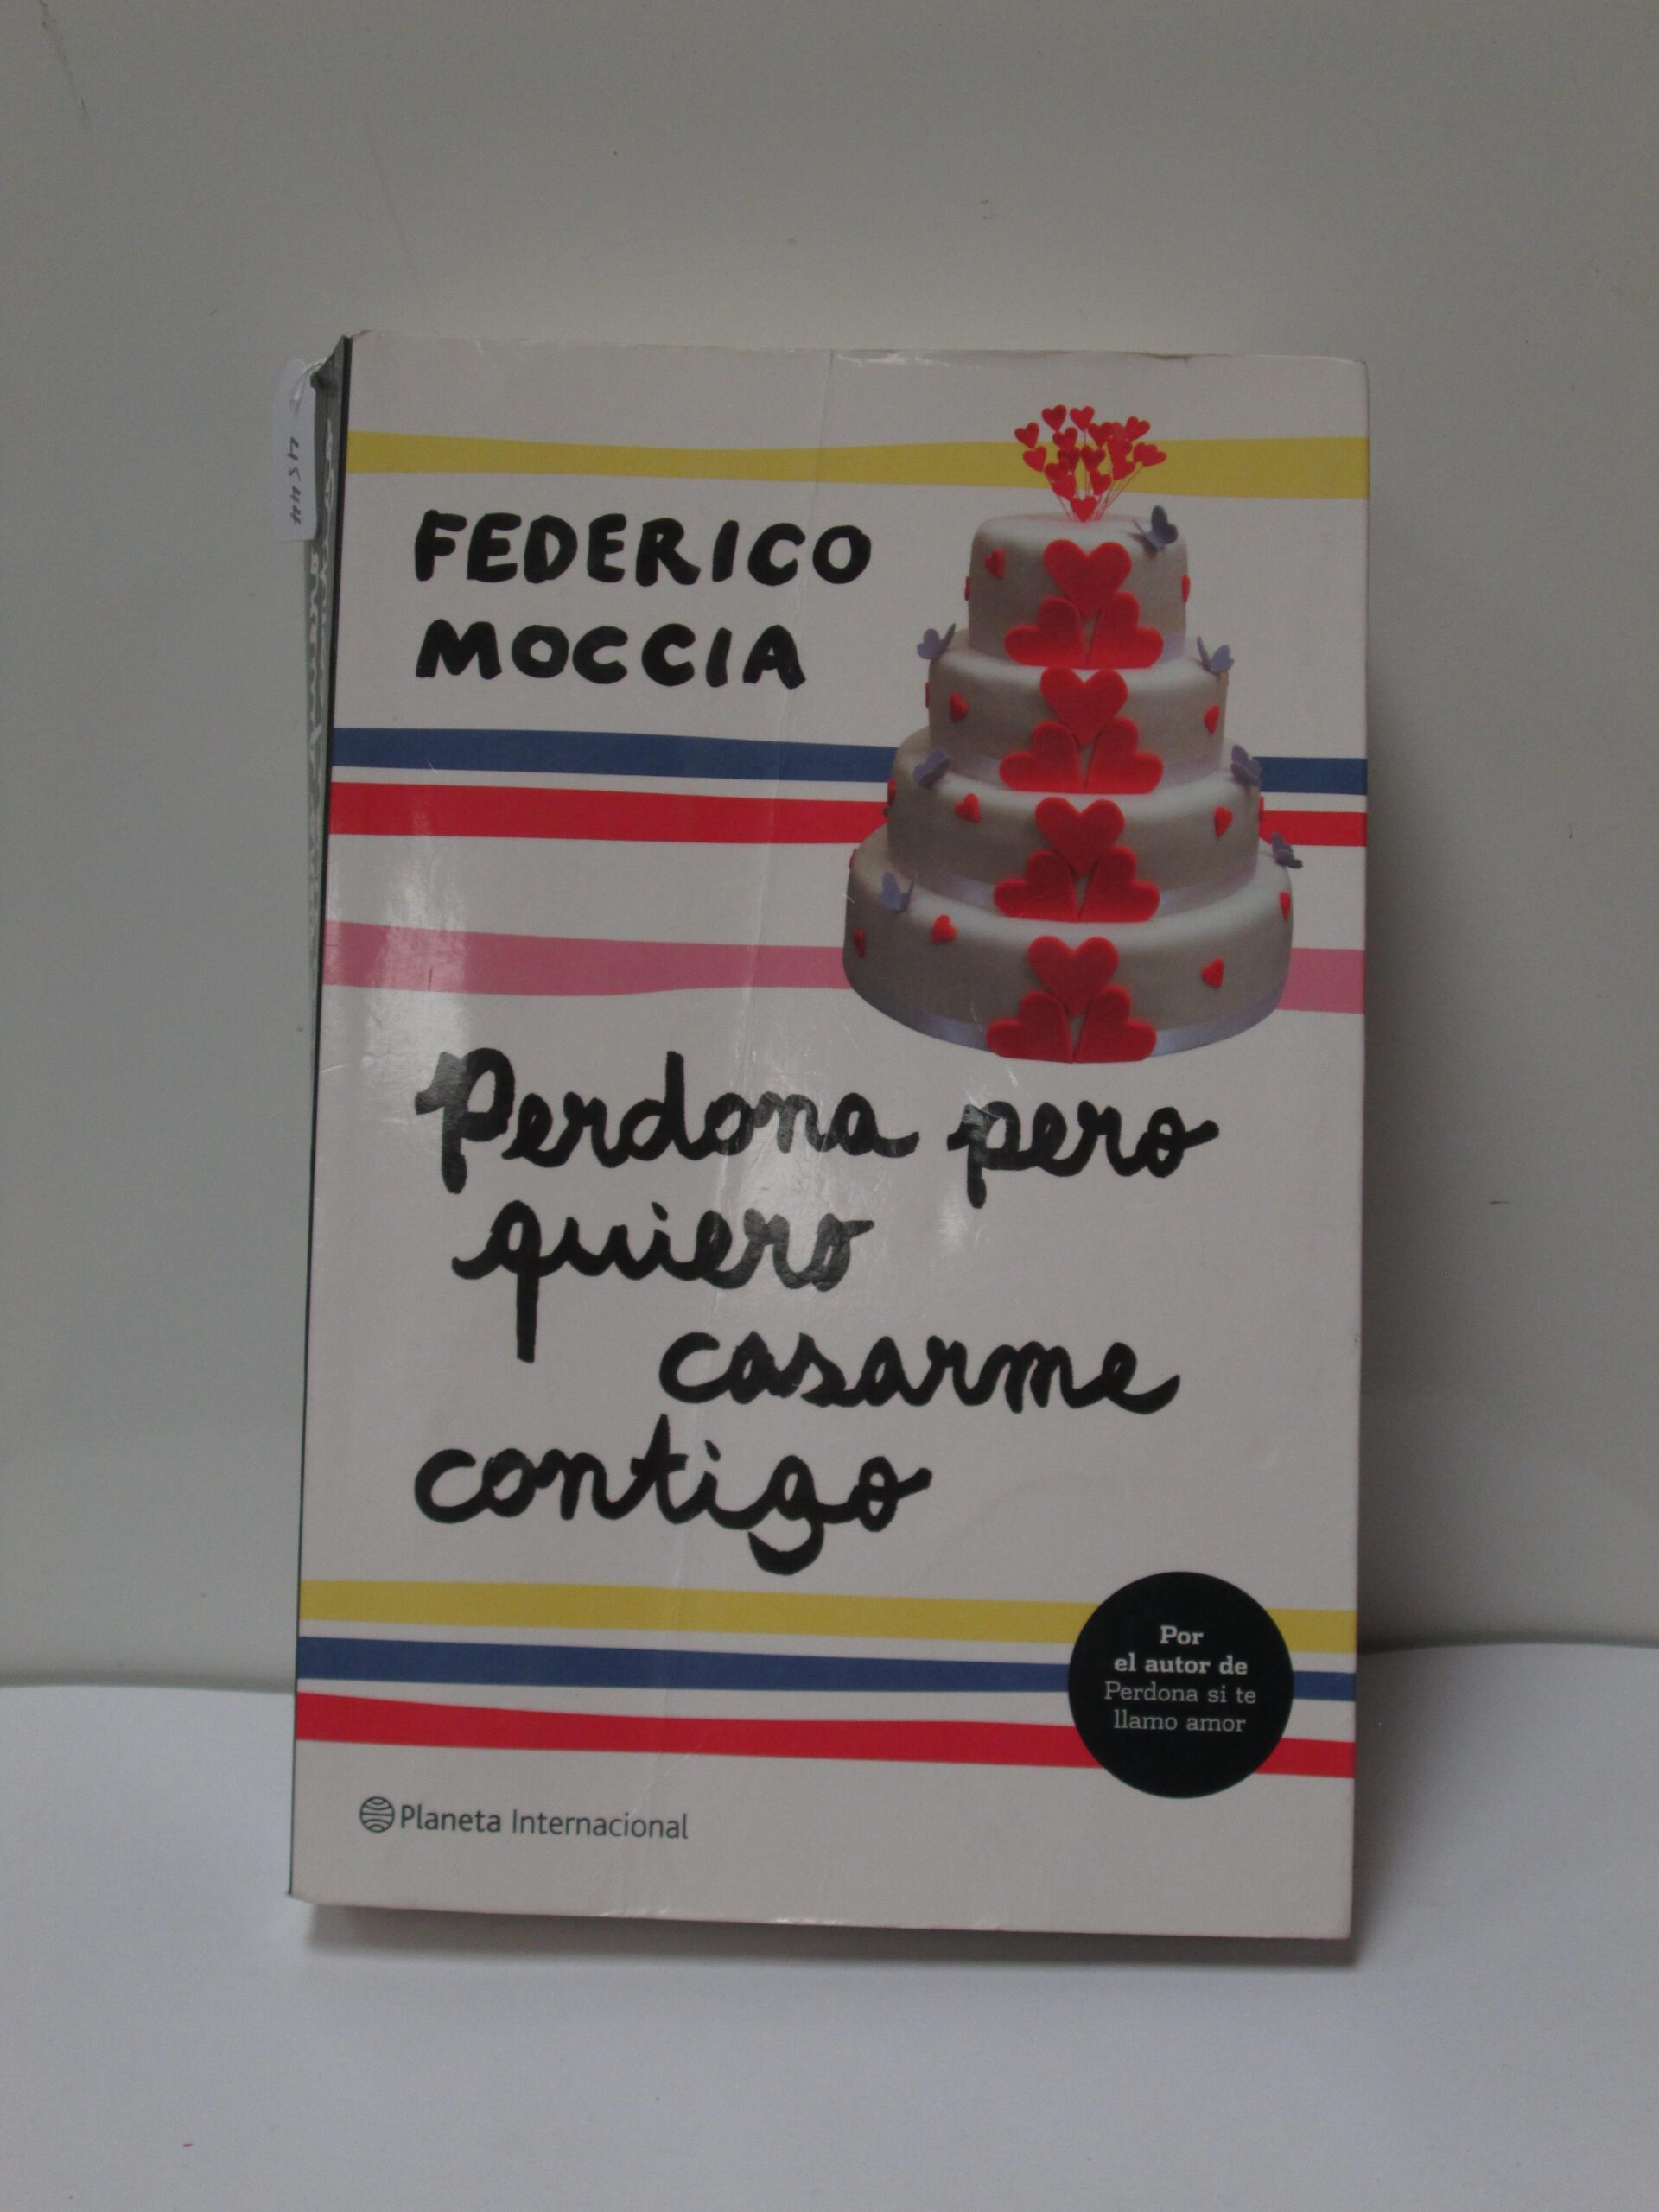 FEDERICO
MOCCIA
Perdona pero
quiero
casarme
contigo
Por
el autor de
Perdona si te
llamo amor
Planeta Internacional